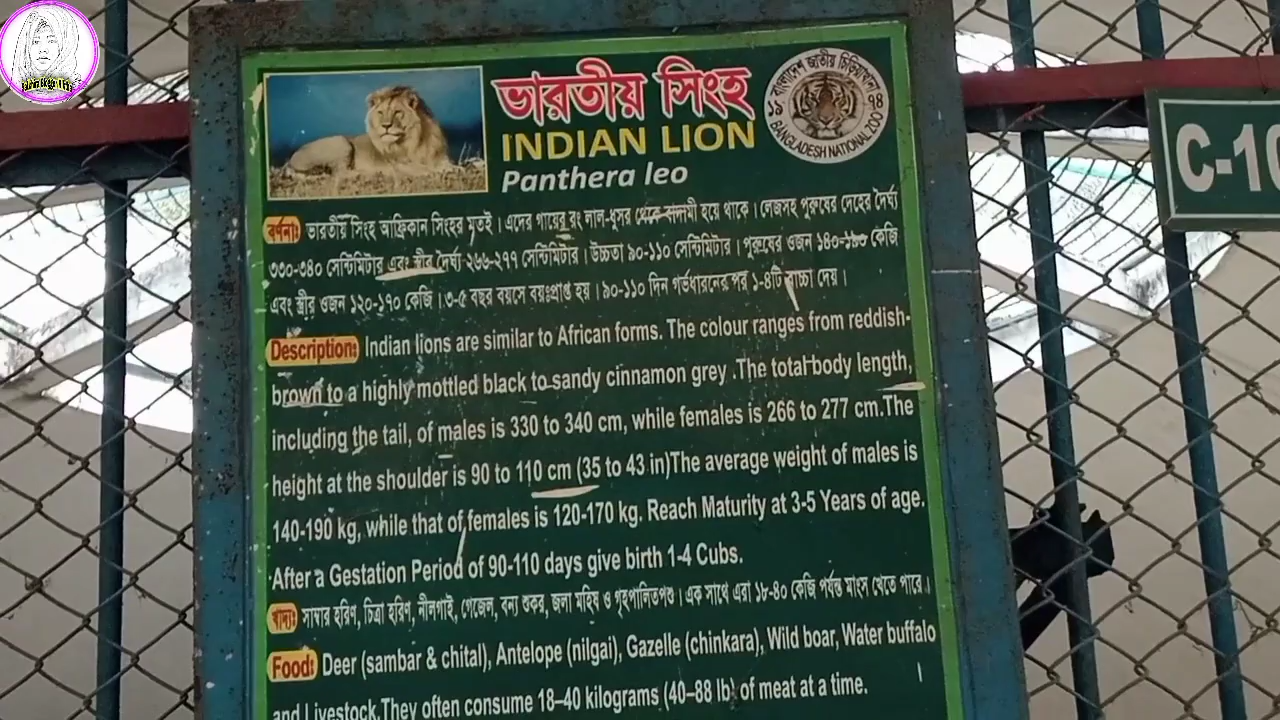 ভারতীয় সিংহ
INDIAN LION
Panthera leo
বাংলাদেশ জাতীয় চিড়িয়াখানা
১৯ ৭৪
BANGLADESH NATIONAL ZOO
C-10
বর্ণনা: ভারতীয় সিংহ আফ্রিকান সিংহর মতই। এদের গায়ের রং লাল-ধূসর থেকে বাদামী হয়ে থাকে। লেজসহ পুরুষের দেহের দৈর্ঘ্য
৩৩০-৩৪০ সেন্টিমিটার এবং স্ত্রীর দৈর্ঘ্য ২৬৬-২৭৭ সেন্টিমিটার। উচ্চতা ৯০-১১০ সেন্টিমিটার। পুরুষের ওজন ১৪০-১৯০ কেজি
এবং স্ত্রীর ওজন ১২০-১৭০ কেজি। ৩-৫ বছর বয়সে বয়ঃপ্রাপ্ত হয়। ৯০-১১০ দিন গর্ভধারনের পর ১-৪টি বাচ্চা দেয়।
Description: Indian lions are similar to African forms. The colour ranges from reddish-
brown to a highly mottled black to sandy cinnamon grey .The total body length,
including the tail, of males is 330 to 340 cm, while females is 266 to 277 cm.The
height at the shoulder is 90 to 110 cm (35 to 43 in)The average weight of males is
140-190 kg, while that of females is 120-170 kg. Reach Maturity at 3-5 Years of age.
After a Gestation Period of 90-110 days give birth 1-4 Cubs.
খাদ্য: সাম্বার হরিণ, চিত্রা হরিণ, নীলগাই, গেজেল, বন্য শুকর, জলা মহিষ ও গৃহপালিতপশু। এক সাথে এরা ১৮-৪০ কেজি পর্যন্ত মাংস খেতে পারে।
Food: Deer (sambar & chital), Antelope (nilgai), Gazelle (chinkara), Wild boar, Water buffalo
and Livestock.They often consume 18–40 kilograms (40–88 lb) of meat at a time.